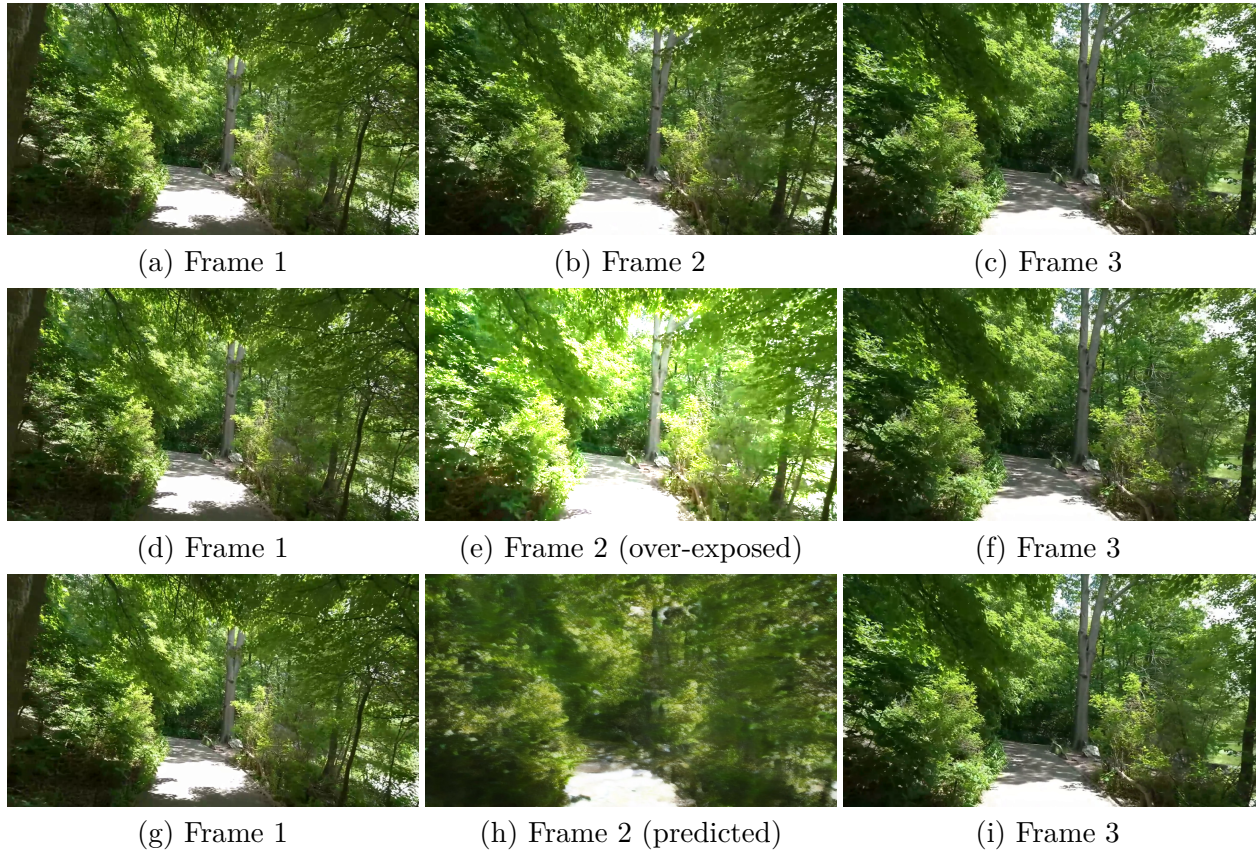 (a) Frame 1
(b) Frame 2
(c) Frame 3
(d) Frame 1
(e) Frame 2 (over-exposed)
(f) Frame 3
(g) Frame 1
(h) Frame 2 (predicted)
(i) Frame 3